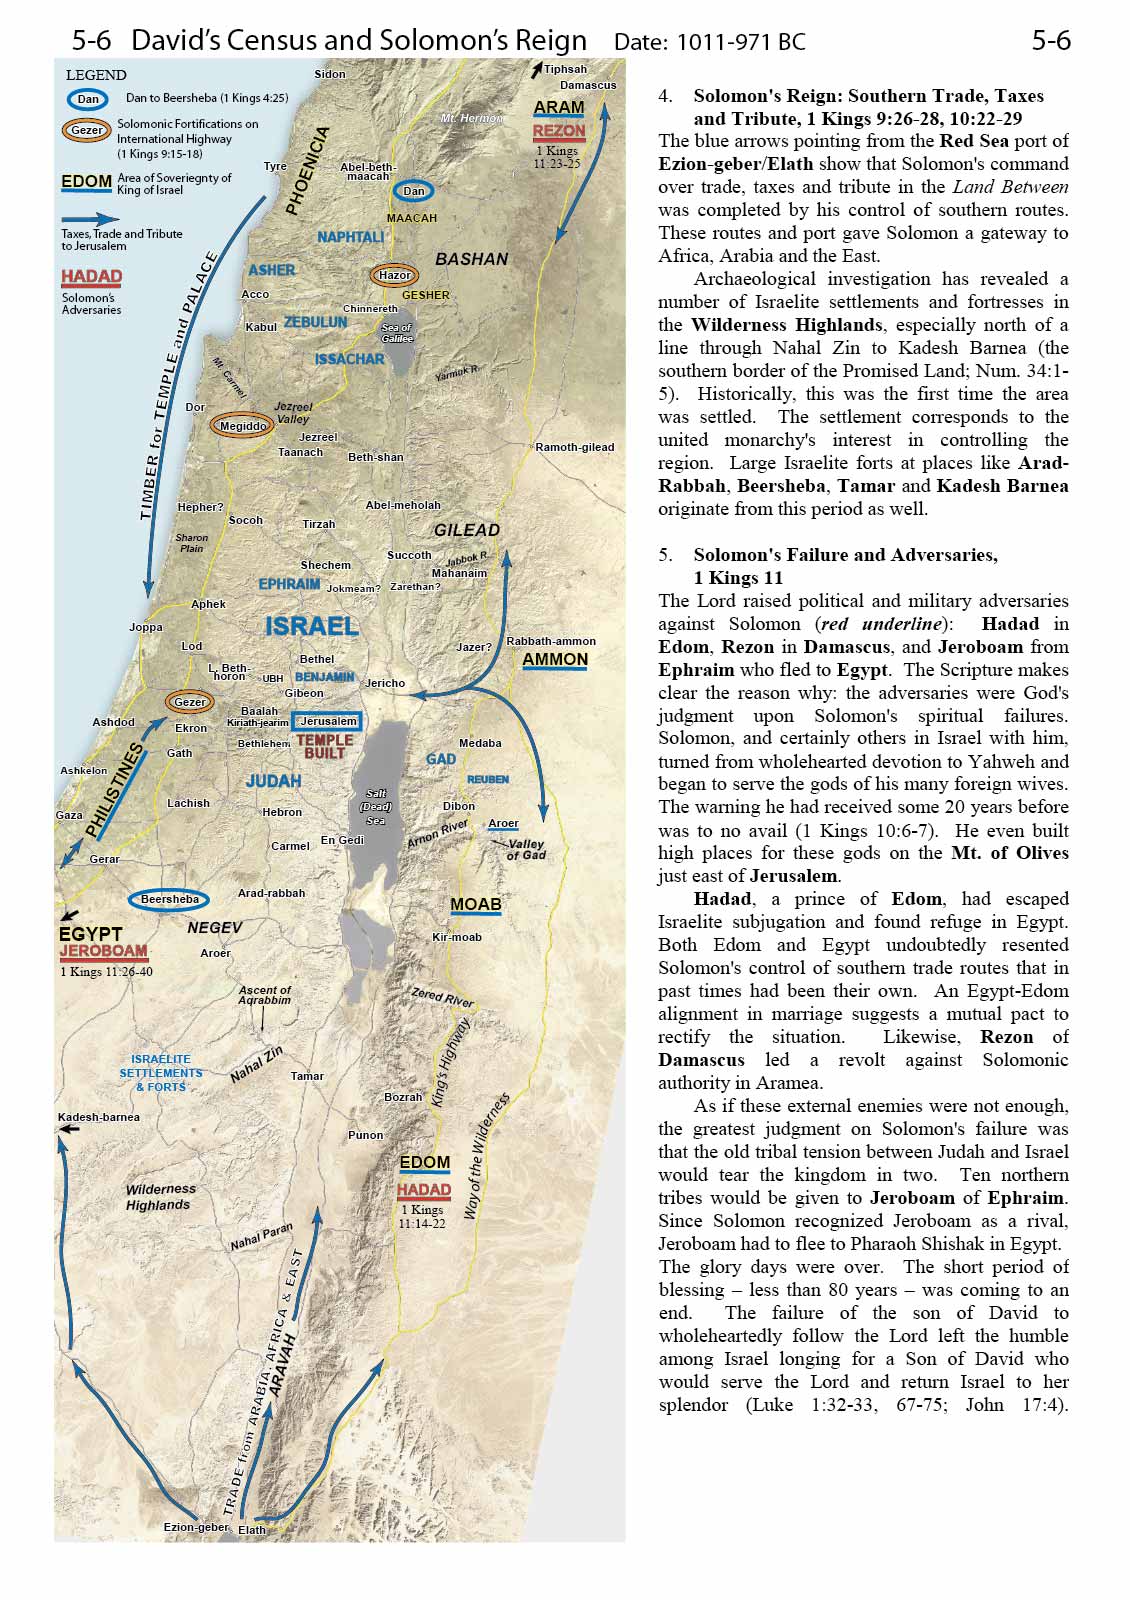 5-6 David's Census and Solomon's Reign Date: 1011-971 BC 5-6
LEGEND
Dan
Dan to Beersheba (1 Kings 4:25)
Gezer
Solomonic Fortifications on
International Highway
(1 Kings 9:15-18)
EDOM
Area of Soveriegnty of
King of Israel
Taxes, Trade and Tribute
to Jerusalem
HADAD
Solomon's
Adversaries
Sidon
Tiphsah
Damascus
ARAM
REZON
1 Kings
11:23-25
Mt. Hermon
PHOENICIA
Tyre
Abel-beth-
maacah
Dan
MAACAH
NAPHTALI
BASHAN
ASHER
Hazor
Acco
GESHER
Chinnereth
Kabul
ZEBULUN
Sea of
Galilee
ISSACHAR
Mt. Carmel
Yarmuk R.
TIMBER for TEMPLE and PALACE
Dor
Jezreel
Valley
Megiddo
Jezreel
Taanach
Beth-shan
Ramoth-gilead
Hepher?
Abel-meholah
Socoh
Tirzah
GILEAD
Sharon
Plain
Succoth
Jabbok R.
Shechem
Mahanaim
EPHRAIM
Jokmeam?
Zarethan?
Aphek
ISRAEL
Joppa
Lod
Jazer?
Rabbath-ammon
AMMON
Bethel
L. Beth-
horon
UBH
BENJAMIN
Jericho
Gibeon
Gezer
Baalah
Kiriath-jearim
Jerusalem
Ashdod
Ekron
Bethlehem
TEMPLE
BUILT
Medaba
Gath
GAD
Ashkelon
PHILISTINES
JUDAH
REUBEN
Salt
(Dead)
Sea
Lachish
Dibon
Gaza
Hebron
Aroer
Arnon River
Carmel
En Gedi
Valley
of Gad
Gerar
Beersheba
Arad-rabbah
MOAB
NEGEV
EGYPT
JEROBOAM
1 Kings 11:26-40
Kir-moab
Aroer
Ascent of
Aqrabbim
Zered River
ISRAELITE
SETTLEMENTS
& FORTS
Nahal Zin
Tamar
King's Highway
Bozrah
Kadesh-barnea
Punon
Way of the Wilderness
EDOM
HADAD
1 Kings
11:14-22
Wilderness
Highlands
Nahal Paran
TRADE from ARABIA, AFRICA & EAST
ARAVAH
Ezion-geber
Elath
4. Solomon's Reign: Southern Trade, Taxes
and Tribute, 1 Kings 9:26-28, 10:22-29
The blue arrows pointing from the Red Sea port of
Ezion-geber/Elath show that Solomon's command
over trade, taxes and tribute in the Land Between
was completed by his control of southern routes.
These routes and port gave Solomon a gateway to
Africa, Arabia and the East.
Archaeological investigation has revealed a
number of Israelite settlements and fortresses in
the Wilderness Highlands, especially north of a
line through Nahal Zin to Kadesh Barnea (the
southern border of the Promised Land; Num. 34:1-
5). Historically, this was the first time the area
was settled. The settlement corresponds to the
united monarchy's interest in controlling the
region. Large Israelite forts at places like Arad-
Rabbah, Beersheba, Tamar and Kadesh Barnea
originate from this period as well.
5. Solomon's Failure and Adversaries,
1 Kings 11
The Lord raised political and military adversaries
against Solomon (red underline): Hadad in
Edom, Rezon in Damascus, and Jeroboam from
Ephraim who fled to Egypt. The Scripture makes
clear the reason why: the adversaries were God's
judgment upon Solomon's spiritual failures.
Solomon, and certainly others in Israel with him,
turned from wholehearted devotion to Yahweh and
began to serve the gods of his many foreign wives.
The warning he had received some 20 years before
was to no avail (1 Kings 10:6-7). He even built
high places for these gods on the Mt. of Olives
just east of Jerusalem.
Hadad, a prince of Edom, had escaped
Israelite subjugation and found refuge in Egypt.
Both Edom and Egypt undoubtedly resented
Solomon's control of southern trade routes that in
past times had been their own. An Egypt-Edom
alignment in marriage suggests a mutual pact to
rectify the situation. Likewise, Rezon of
Damascus led a revolt against Solomonic
authority in Aramea.
As if these external enemies were not enough,
the greatest judgment on Solomon's failure was
that the old tribal tension between Judah and Israel
would tear the kingdom in two. Ten northern
tribes would be given to Jeroboam of Ephraim.
Since Solomon recognized Jeroboam as a rival,
Jeroboam had to flee to Pharaoh Shishak in Egypt.
The glory days were over. The short period of
blessing – less than 80 years – was coming to an
end. The failure of the son of David to
wholeheartedly follow the Lord left the humble
among Israel longing for a Son of David who
would serve the Lord and return Israel to her
splendor (Luke 1:32-33, 67-75; John 17:4).